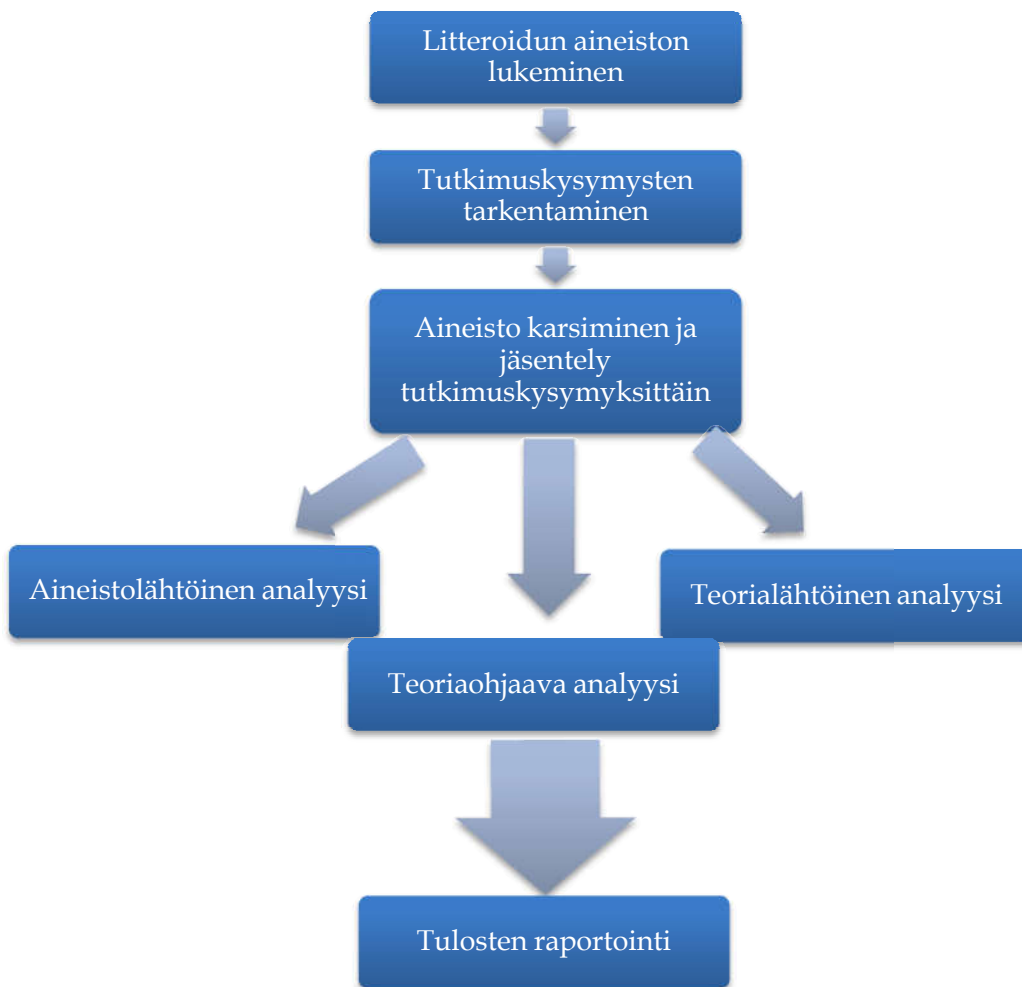 Litteroidun aineiston
lukeminen
Tutkimuskysymysten
tarkentaminen
Aineisto karsiminen ja
jäsentely
tutkimuskysymyksittäin
Aineistolähtöinen analyysi
Teorialähtöinen analyysi
Teoriaohjaava analyysi
Tulosten raportointi